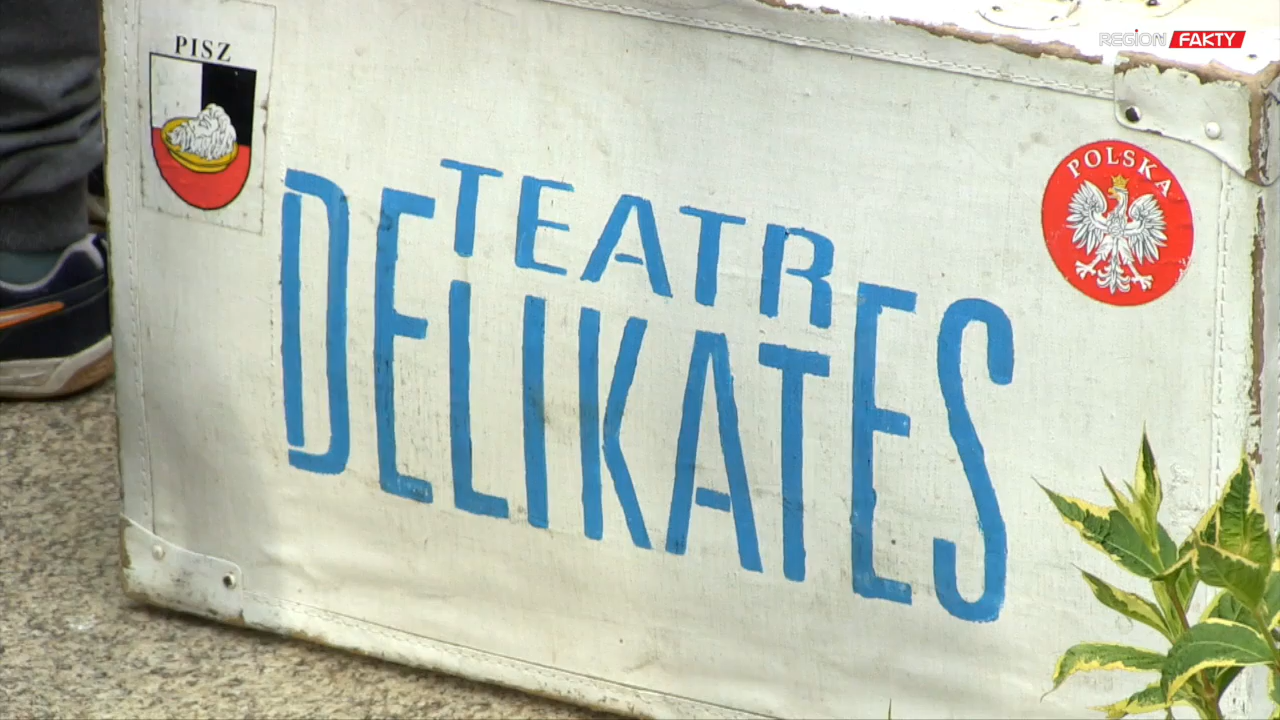 REGION FAKTY
PISZ
POLSKA
TEATR
DELIKATES